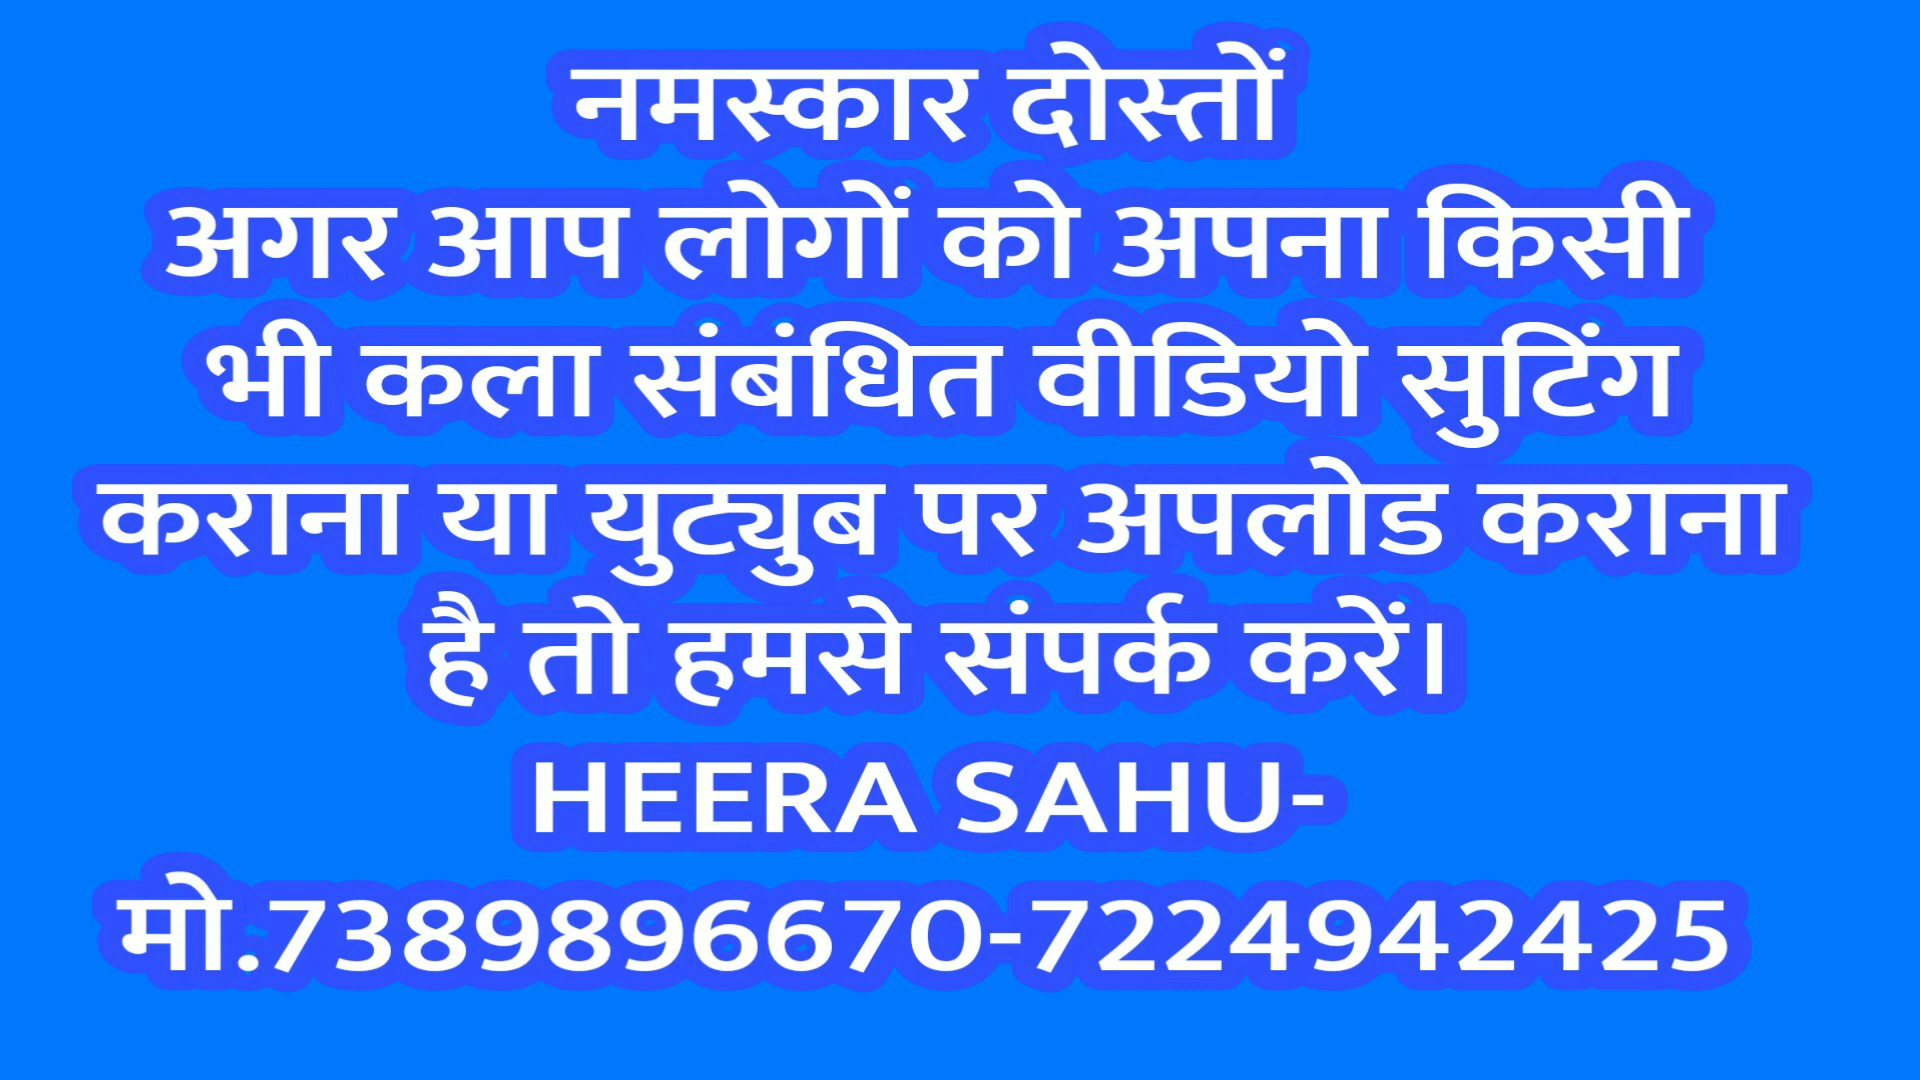 नमस्कार दोस्तों
अगर आप लोगों को अपना किसी
भी कला संबंधित वीडियो सुटिंग
कराना या युट्युब पर अपलोड कराना
है तो हमसे संपर्क करें।
HEERA SAHU-
मो.7389896670-7224942425